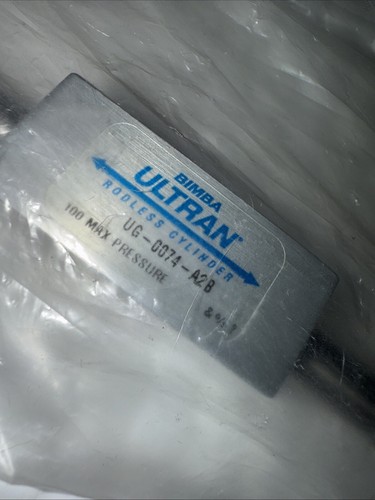 BIMBA
ULTRAN®
RODLESS CYLINDER
UG-0074-A2B
100 MAX PRESSURE